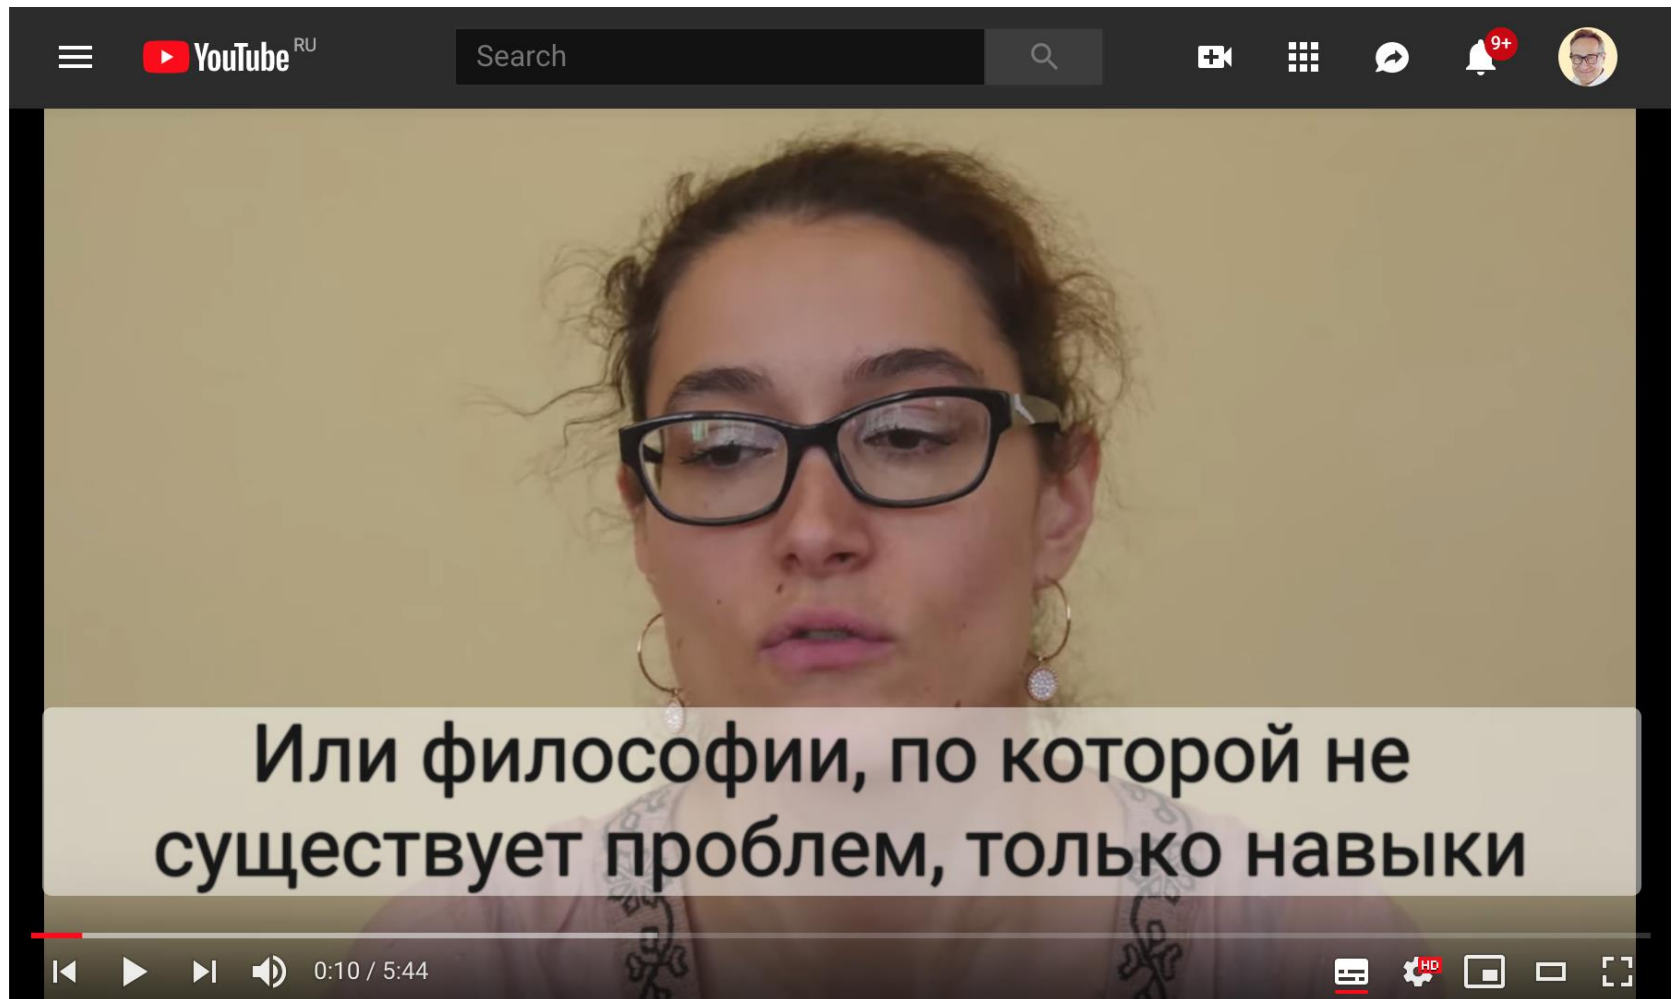 YouTube RU
Search
9+
Или философии, по которой не
существует проблем, только навыки
0:10 / 5:44
HD